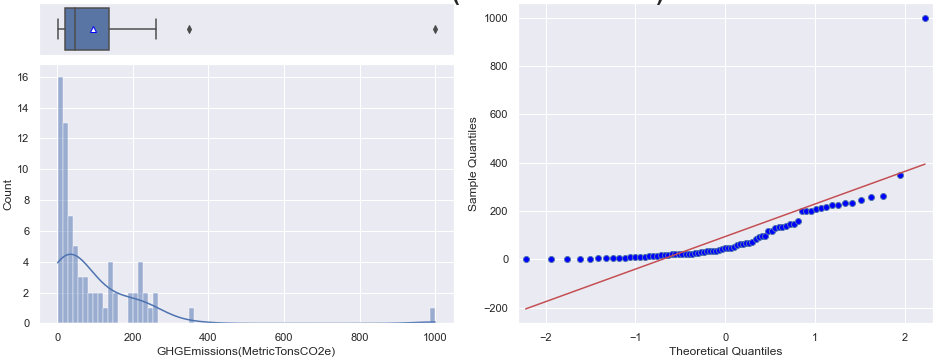 16
14
12
10
8
6
4
2
0
Count
0 200 400 600 800 1000
GHGEmissions(MetricTonsCO2e)
1000
800
600
400
200
0
−200
Sample Quantiles
−2 −1 0 1 2
Theoretical Quantiles